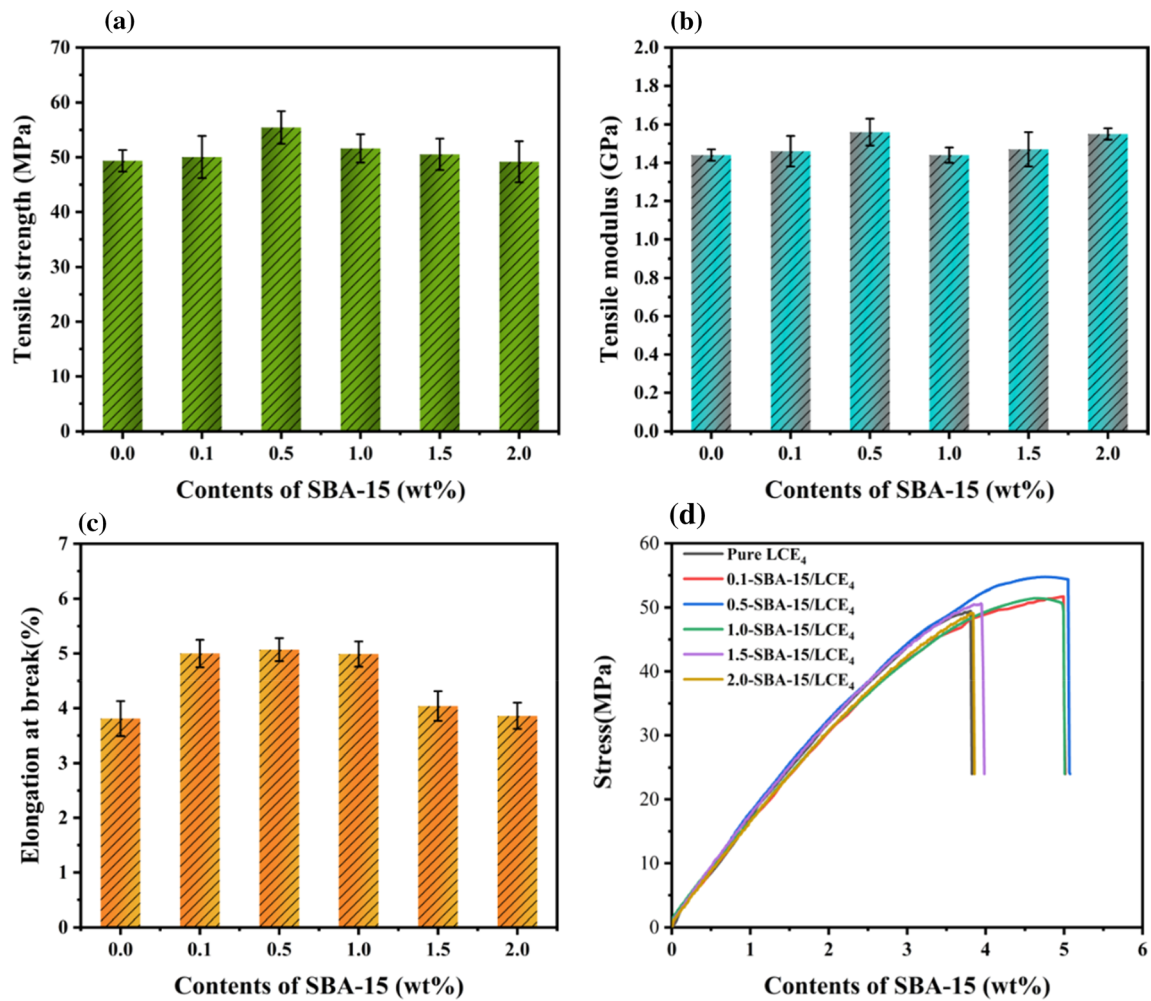 (a)
70
60
50
40
30
20
10
0
Tensile strength (MPa)
0.0 0.1 0.5 1.0 1.5 2.0
Contents of SBA-15 (wt%)
(b)
2.0
1.8
1.6
1.4
1.2
1.0
0.8
0.6
0.4
0.2
0.0
Tensile modulus (GPa)
0.0 0.1 0.5 1.0 1.5 2.0
Contents of SBA-15 (wt%)
(c)
7
6
5
4
3
2
1
0
Elongation at break(%)
0.0 0.1 0.5 1.0 1.5 2.0
Contents of SBA-15 (wt%)
(d)
60
50
40
30
20
10
5
0
Stress(MPa)
Pure LCE₄
0.1-SBA-15/LCE₄
0.5-SBA-15/LCE₄
1.0-SBA-15/LCE₄
1.5-SBA-15/LCE₄
2.0-SBA-15/LCE₄
0 1 2 3 4 5 6
Contents of SBA-15 (wt%)